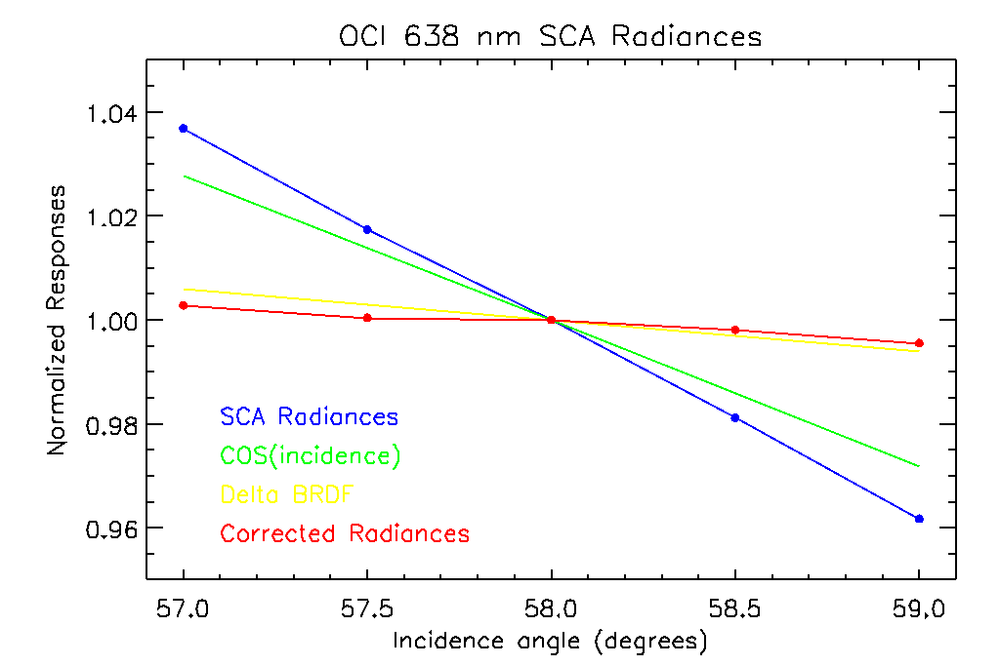 OCI 638 nm SCA Radiances
Normalized Responses
1.04
1.02
1.00
0.98
0.96
SCA Radiances
COS(incidence)
Delta BRDF
Corrected Radiances
57.0 57.5 58.0 58.5 59.0
Incidence angle (degrees)